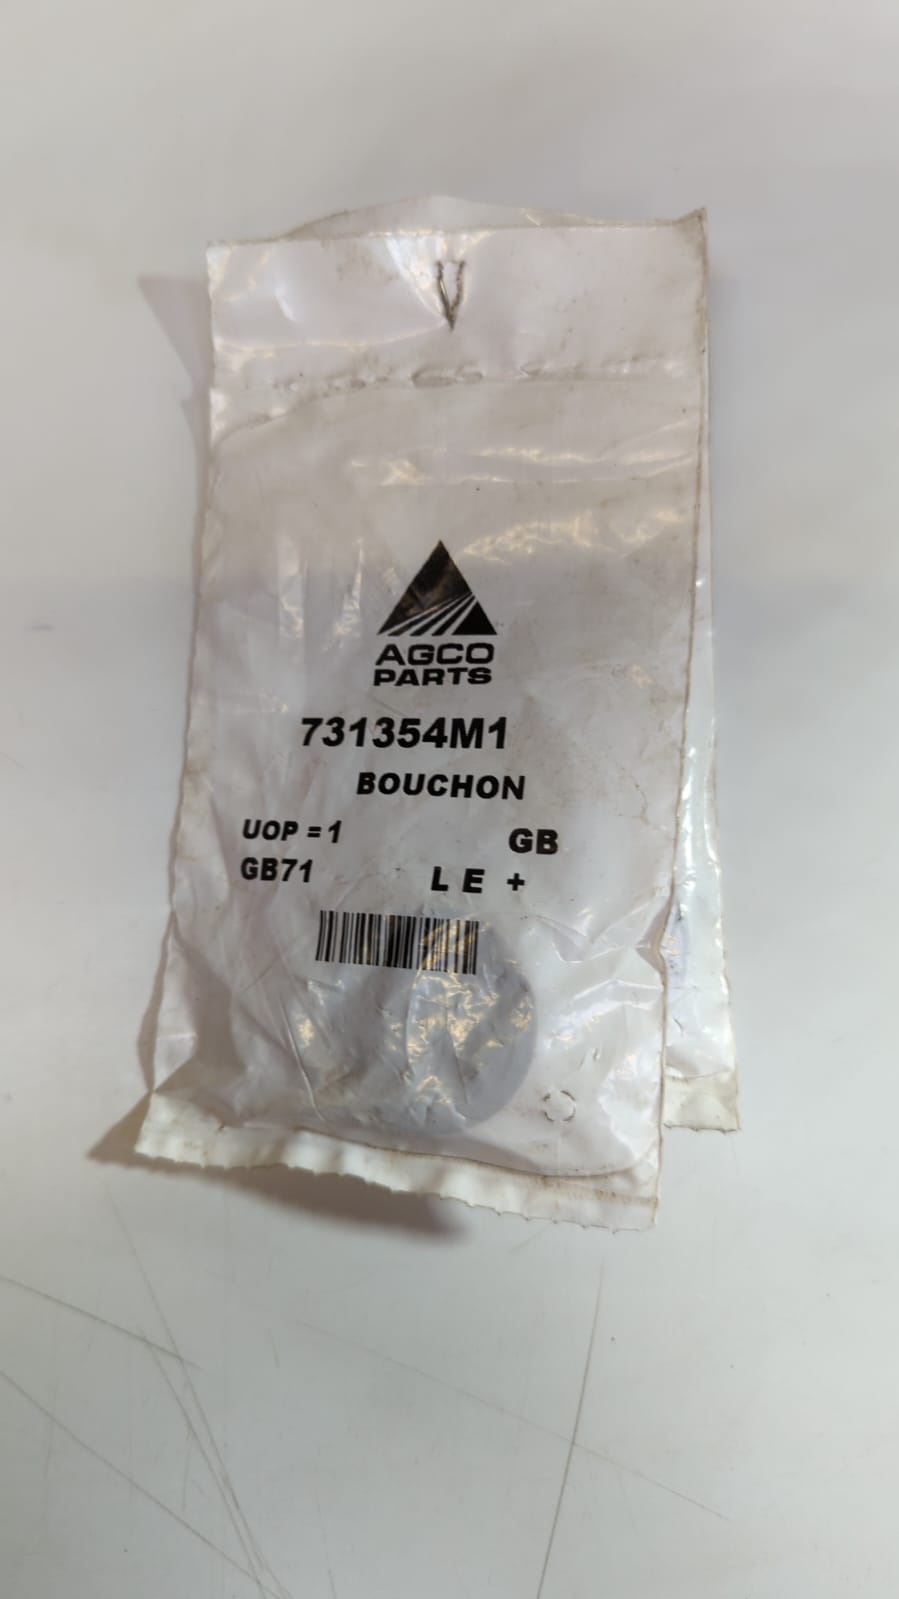 AGCO
PARTS
731354M1
BOUCHON
UOP = 1 GB
GB71 L E +